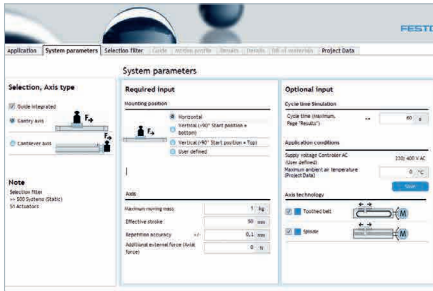 FESTO
Application System parameters Selection filter Guide Motion profile Results Details Bill of materials Project Data
System parameters
Selection, Axis type
Guide integrated
Gantry axis
Cantilever axis
Note
Selection filter
>> 100 Systems (Static)
51 Actuators
Required input
Mounting position
Horizontal
Vertical (-90° Start position = bottom)
Vertical (+90° Start position = Top)
User defined
Axis
Maximum moving mass 1 kg
Effective stroke 50 mm
Repetition accuracy +/- 0,1 mm
Additional external force (Axial force) 0 N
Optional input
Cycle time Simulation
Cycle time (maximum, Page "Results") 60 s
Application conditions
Supply voltage Controller AC (User defined) 230/400 V AC
Maximum ambient air temperature (Project Data) 0 °C
Axis technology
Toothed belt
M
Spindle
M